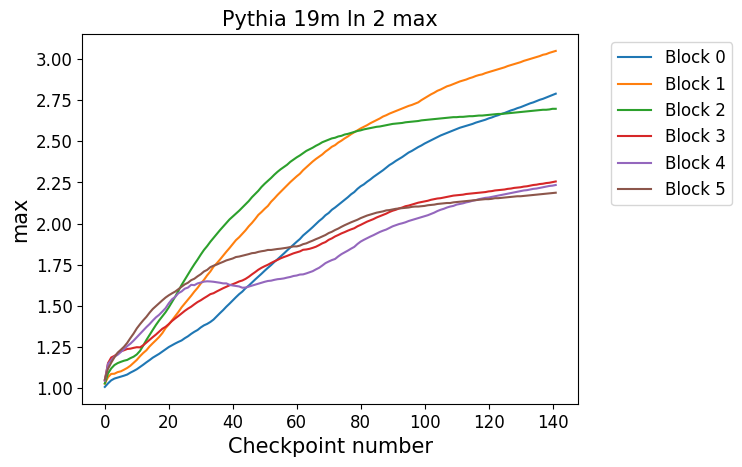 Pythia 19m ln 2 max
3.00
2.75
2.50
2.25
2.00
1.75
1.50
1.25
1.00
max
0 20 40 60 80 100 120 140
Checkpoint number
Block 0
Block 1
Block 2
Block 3
Block 4
Block 5